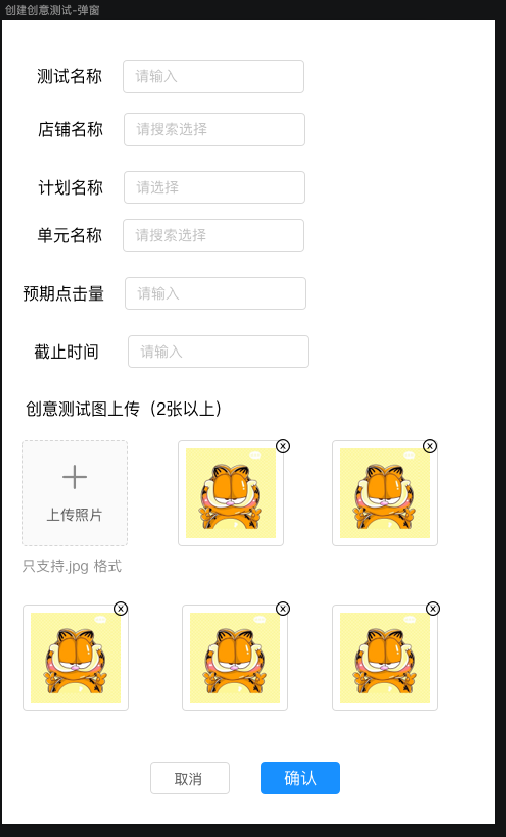 创建创意测试-弹窗
测试名称 请输入
店铺名称 请搜索选择
计划名称 请选择
单元名称 请搜索选择
预期点击量 请输入
截止时间 请输入
创意测试图上传（2张以上）
上传照片
只支持.jpg 格式
取消 确认